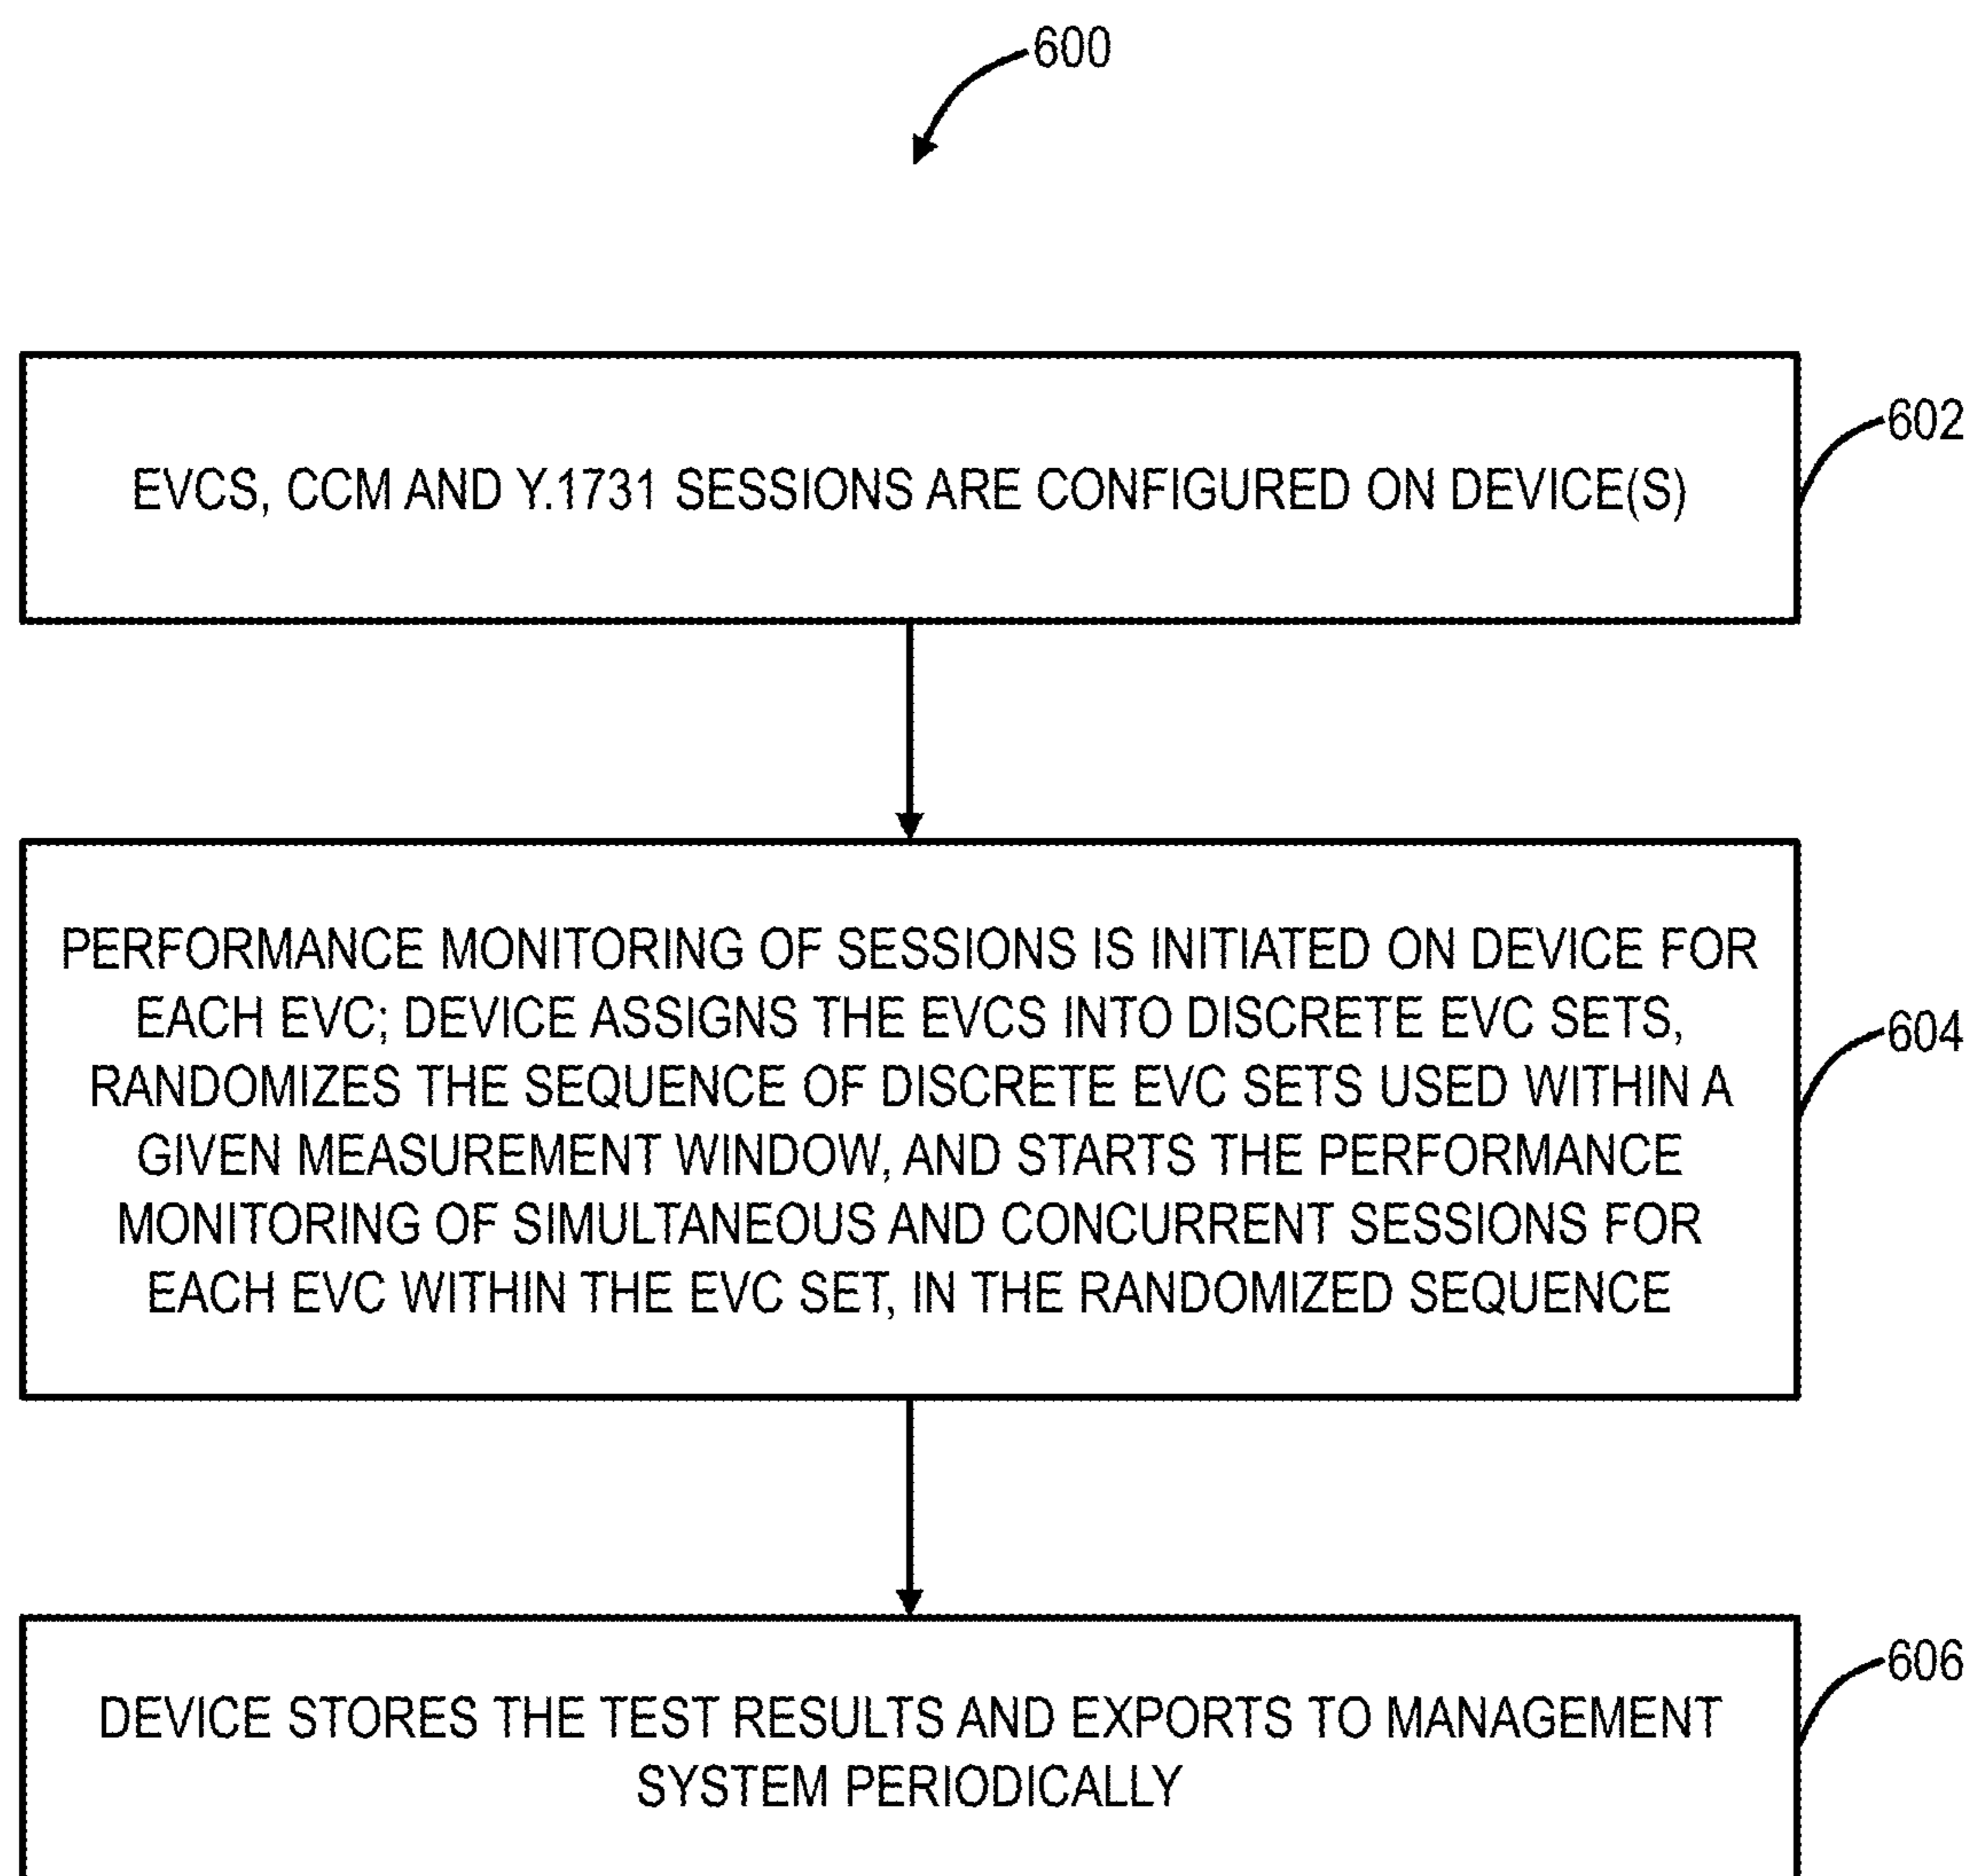 600
602
EVCS, CCM AND Y.1731 SESSIONS ARE CONFIGURED ON DEVICE(S)
PERFORMANCE MONITORING OF SESSIONS IS INITIATED ON DEVICE FOR
EACH EVC; DEVICE ASSIGNS THE EVCS INTO DISCRETE EVC SETS,
604
RANDOMIZES THE SEQUENCE OF DISCRETE EVC SETS USED WITHIN A
GIVEN MEASUREMENT WINDOW, AND STARTS THE PERFORMANCE
MONITORING OF SIMULTANEOUS AND CONCURRENT SESSIONS FOR
EACH EVC WITHIN THE EVC SET, IN THE RANDOMIZED SEQUENCE
606
DEVICE STORES THE TEST RESULTS AND EXPORTS TO MANAGEMENT
SYSTEM PERIODICALLY